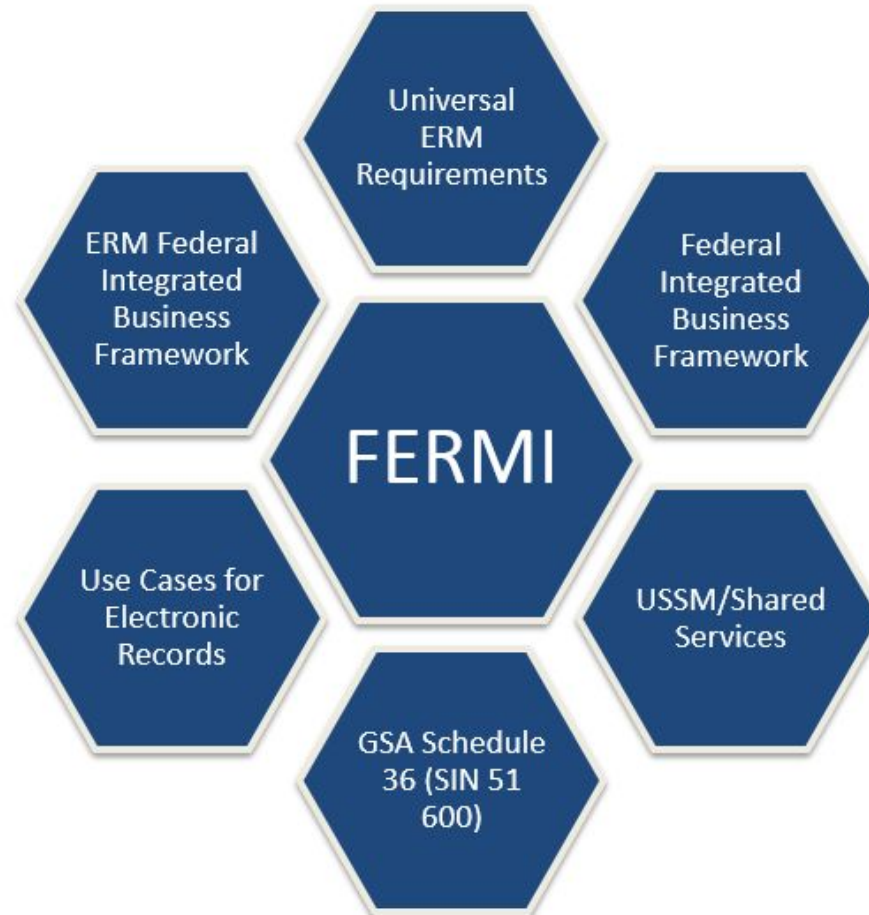 Universal
ERM
Requirements
ERM Federal
Integrated
Business
Framework
Federal
Integrated
Business
Framework
FERMI
Use Cases for
Electronic
Records
USSM/Shared
Services
GSA Schedule
36 (SIN 51
600)